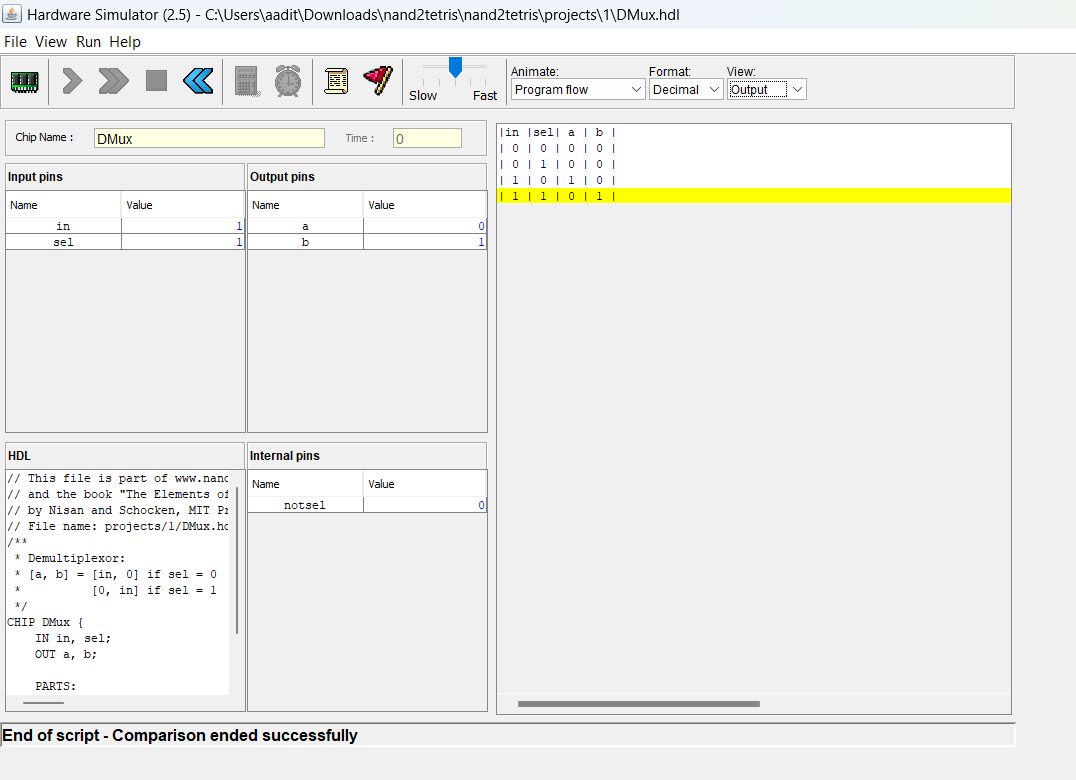 Hardware Simulator (2.5) - C:\Users\aadit\Downloads\nand2tetris\nand2tetris\projects\1\DMux.hdl
File View Run Help
Slow Fast
Animate: Format: View:
Program flow Decimal Output
Chip Name : DMux Time : 0
Input pins
Name Value
in 1
sel 1
Output pins
Name Value
a 0
b 1
|in |sel| a | b |
| 0 | 0 | 0 | 0 |
| 0 | 1 | 0 | 0 |
| 1 | 0 | 1 | 0 |
| 1 | 1 | 0 | 1 |
HDL
// This file is part of www.nand
// and the book "The Elements of
// by Nisan and Schocken, MIT Pr
// File name: projects/1/DMux.hd
/**
* Demultiplexor:
* [a, b] = [in, 0] if sel = 0
* [0, in] if sel = 1
*/
CHIP DMux {
IN in, sel;
OUT a, b;
PARTS:
Internal pins
Name Value
notsel 0
End of script - Comparison ended successfully